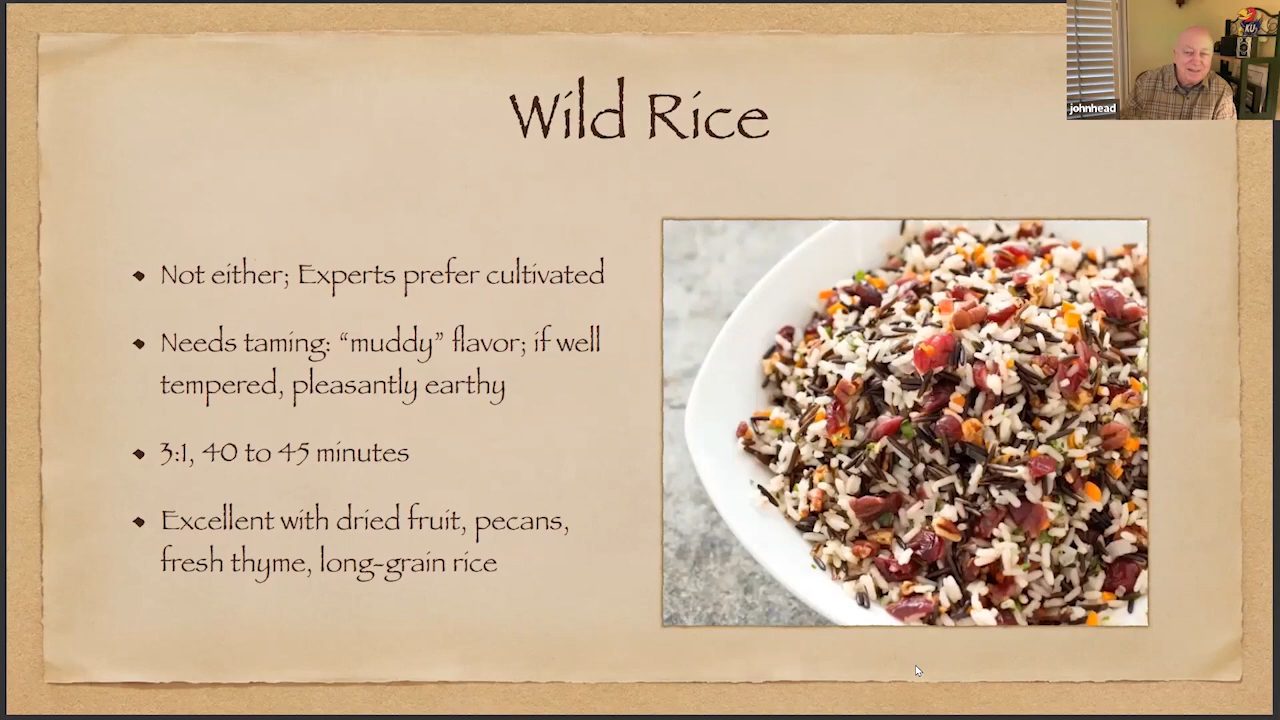 johnhead
KU
Wild Rice
Not either; Experts prefer cultivated
Needs taming: “muddy” flavor; if well
tempered, pleasantly earthy
3:1, 40 to 45 minutes
Excellent with dried fruit, pecans,
fresh thyme, long-grain rice